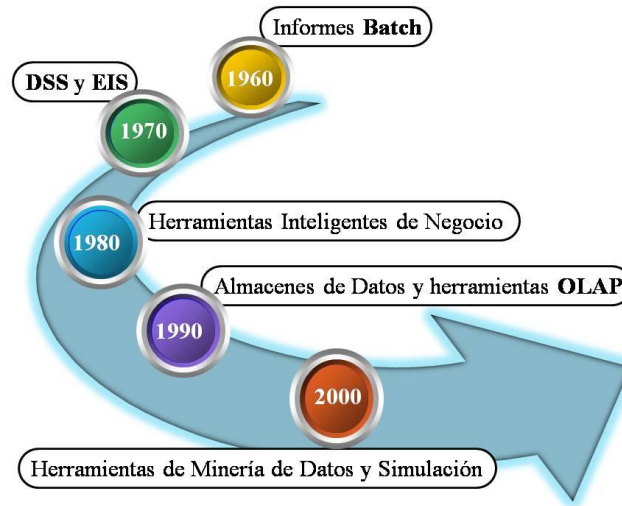 Informes Batch
1960
DSS y EIS
1970
Herramientas Inteligentes de Negocio
1980
Almacenes de Datos y herramientas OLAP
1990
2000
Herramientas de Minería de Datos y Simulación